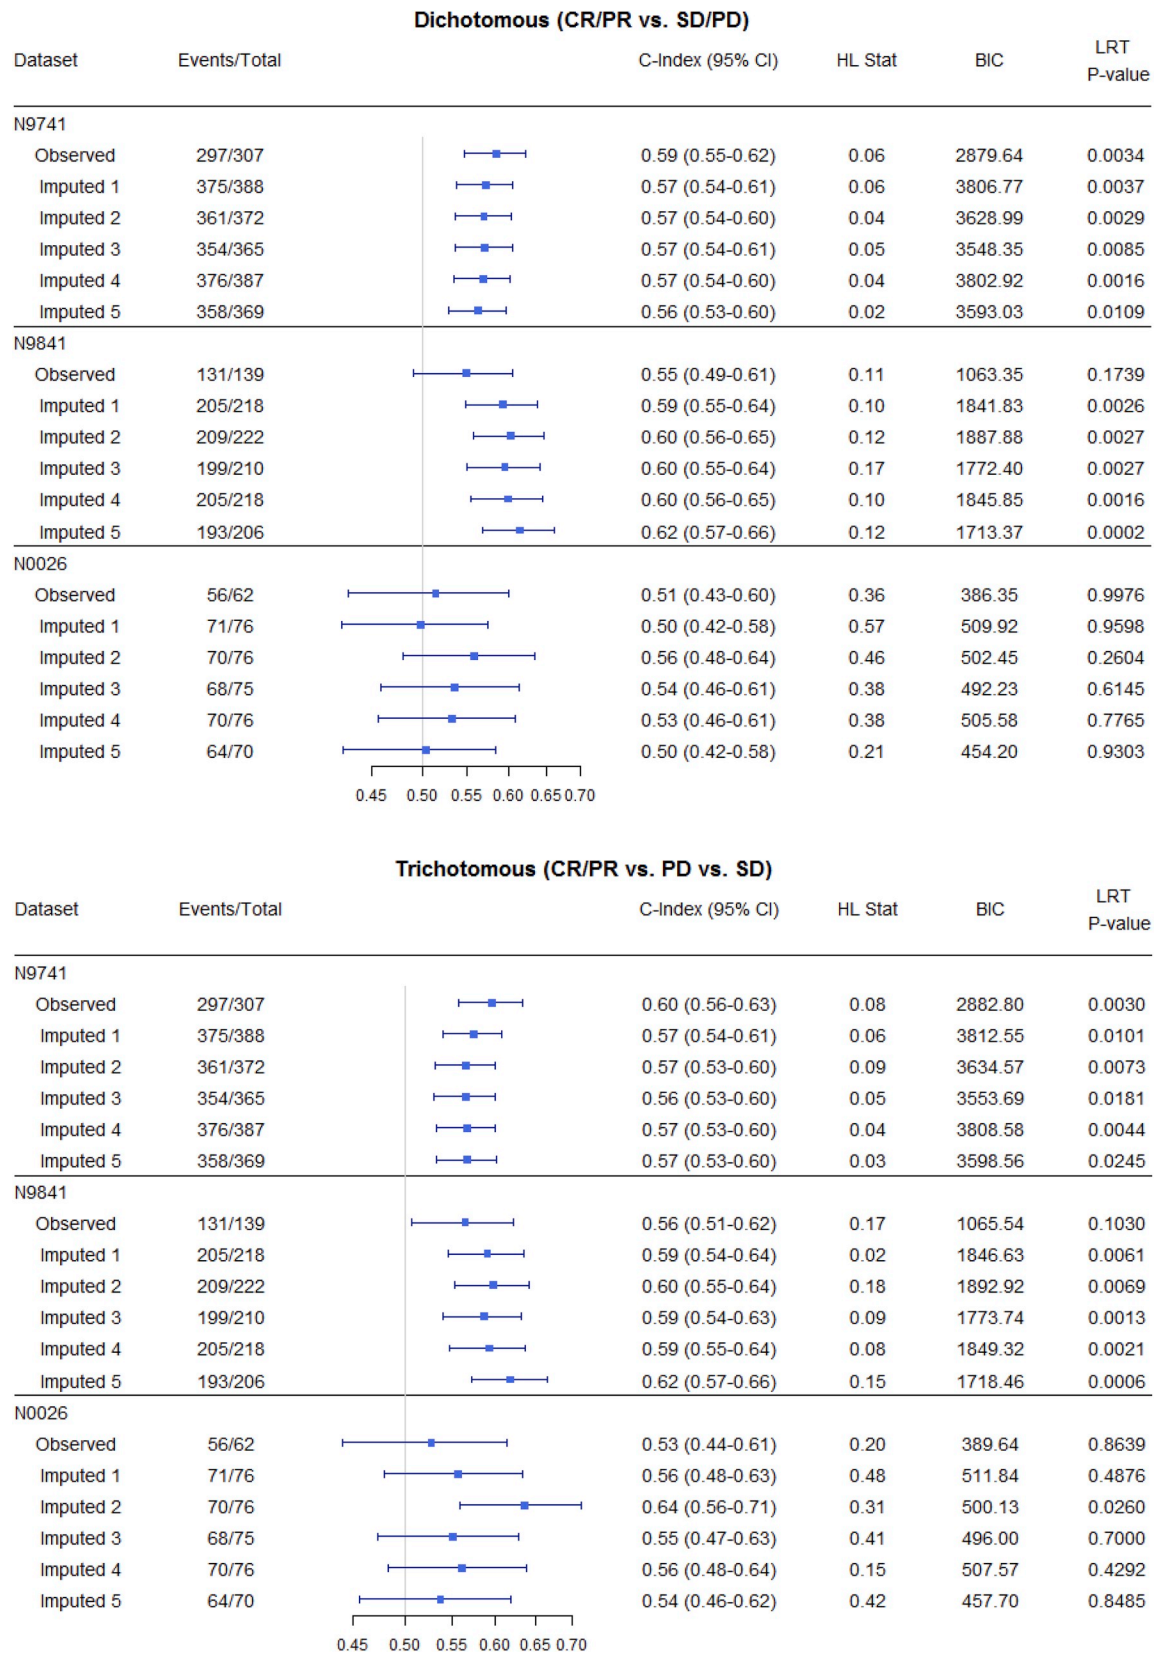 Dichotomous (CR/PR vs. SD/PD)
Dataset Events/Total C-Index (95% CI) HL Stat BIC LRT P-value
N9741
Observed 297/307 0.59 (0.55-0.62) 0.06 2879.64 0.0034
Imputed 1 375/388 0.57 (0.54-0.61) 0.06 3806.77 0.0037
Imputed 2 361/372 0.57 (0.54-0.60) 0.04 3628.99 0.0029
Imputed 3 354/365 0.57 (0.54-0.61) 0.05 3548.35 0.0085
Imputed 4 376/387 0.57 (0.54-0.60) 0.04 3802.92 0.0016
Imputed 5 358/369 0.56 (0.53-0.60) 0.02 3593.03 0.0109
N9841
Observed 131/139 0.55 (0.49-0.61) 0.11 1063.35 0.1739
Imputed 1 205/218 0.59 (0.55-0.64) 0.10 1841.83 0.0026
Imputed 2 209/222 0.60 (0.56-0.65) 0.12 1887.88 0.0027
Imputed 3 199/210 0.60 (0.55-0.64) 0.17 1772.40 0.0027
Imputed 4 205/218 0.60 (0.56-0.65) 0.10 1845.85 0.0016
Imputed 5 193/206 0.62 (0.57-0.66) 0.12 1713.37 0.0002
N0026
Observed 56/62 0.51 (0.43-0.60) 0.36 386.35 0.9976
Imputed 1 71/76 0.50 (0.42-0.58) 0.57 509.92 0.9598
Imputed 2 70/76 0.56 (0.48-0.64) 0.46 502.45 0.2604
Imputed 3 68/75 0.54 (0.46-0.61) 0.38 492.23 0.6145
Imputed 4 70/76 0.53 (0.46-0.61) 0.38 505.58 0.7765
Imputed 5 64/70 0.50 (0.42-0.58) 0.21 454.20 0.9303
0.45 0.50 0.55 0.60 0.65 0.70
Trichotomous (CR/PR vs. PD vs. SD)
Dataset Events/Total C-Index (95% CI) HL Stat BIC LRT P-value
N9741
Observed 297/307 0.60 (0.56-0.63) 0.08 2882.80 0.0030
Imputed 1 375/388 0.57 (0.54-0.61) 0.06 3812.55 0.0101
Imputed 2 361/372 0.57 (0.53-0.60) 0.09 3634.57 0.0073
Imputed 3 354/365 0.56 (0.53-0.60) 0.05 3553.69 0.0181
Imputed 4 376/387 0.57 (0.53-0.60) 0.04 3808.58 0.0044
Imputed 5 358/369 0.57 (0.53-0.60) 0.03 3598.56 0.0245
N9841
Observed 131/139 0.56 (0.51-0.62) 0.17 1065.54 0.1030
Imputed 1 205/218 0.59 (0.54-0.64) 0.02 1846.63 0.0061
Imputed 2 209/222 0.60 (0.55-0.64) 0.18 1892.92 0.0069
Imputed 3 199/210 0.59 (0.54-0.63) 0.09 1773.74 0.0013
Imputed 4 205/218 0.59 (0.55-0.64) 0.08 1849.32 0.0021
Imputed 5 193/206 0.62 (0.57-0.66) 0.15 1718.46 0.0006
N0026
Observed 56/62 0.53 (0.44-0.61) 0.20 389.64 0.8639
Imputed 1 71/76 0.56 (0.48-0.63) 0.48 511.84 0.4876
Imputed 2 70/76 0.64 (0.56-0.71) 0.31 500.13 0.0260
Imputed 3 68/75 0.55 (0.47-0.63) 0.41 496.00 0.7000
Imputed 4 70/76 0.56 (0.48-0.64) 0.15 507.57 0.4292
Imputed 5 64/70 0.54 (0.46-0.62) 0.42 457.70 0.8485
0.45 0.50 0.55 0.60 0.65 0.70